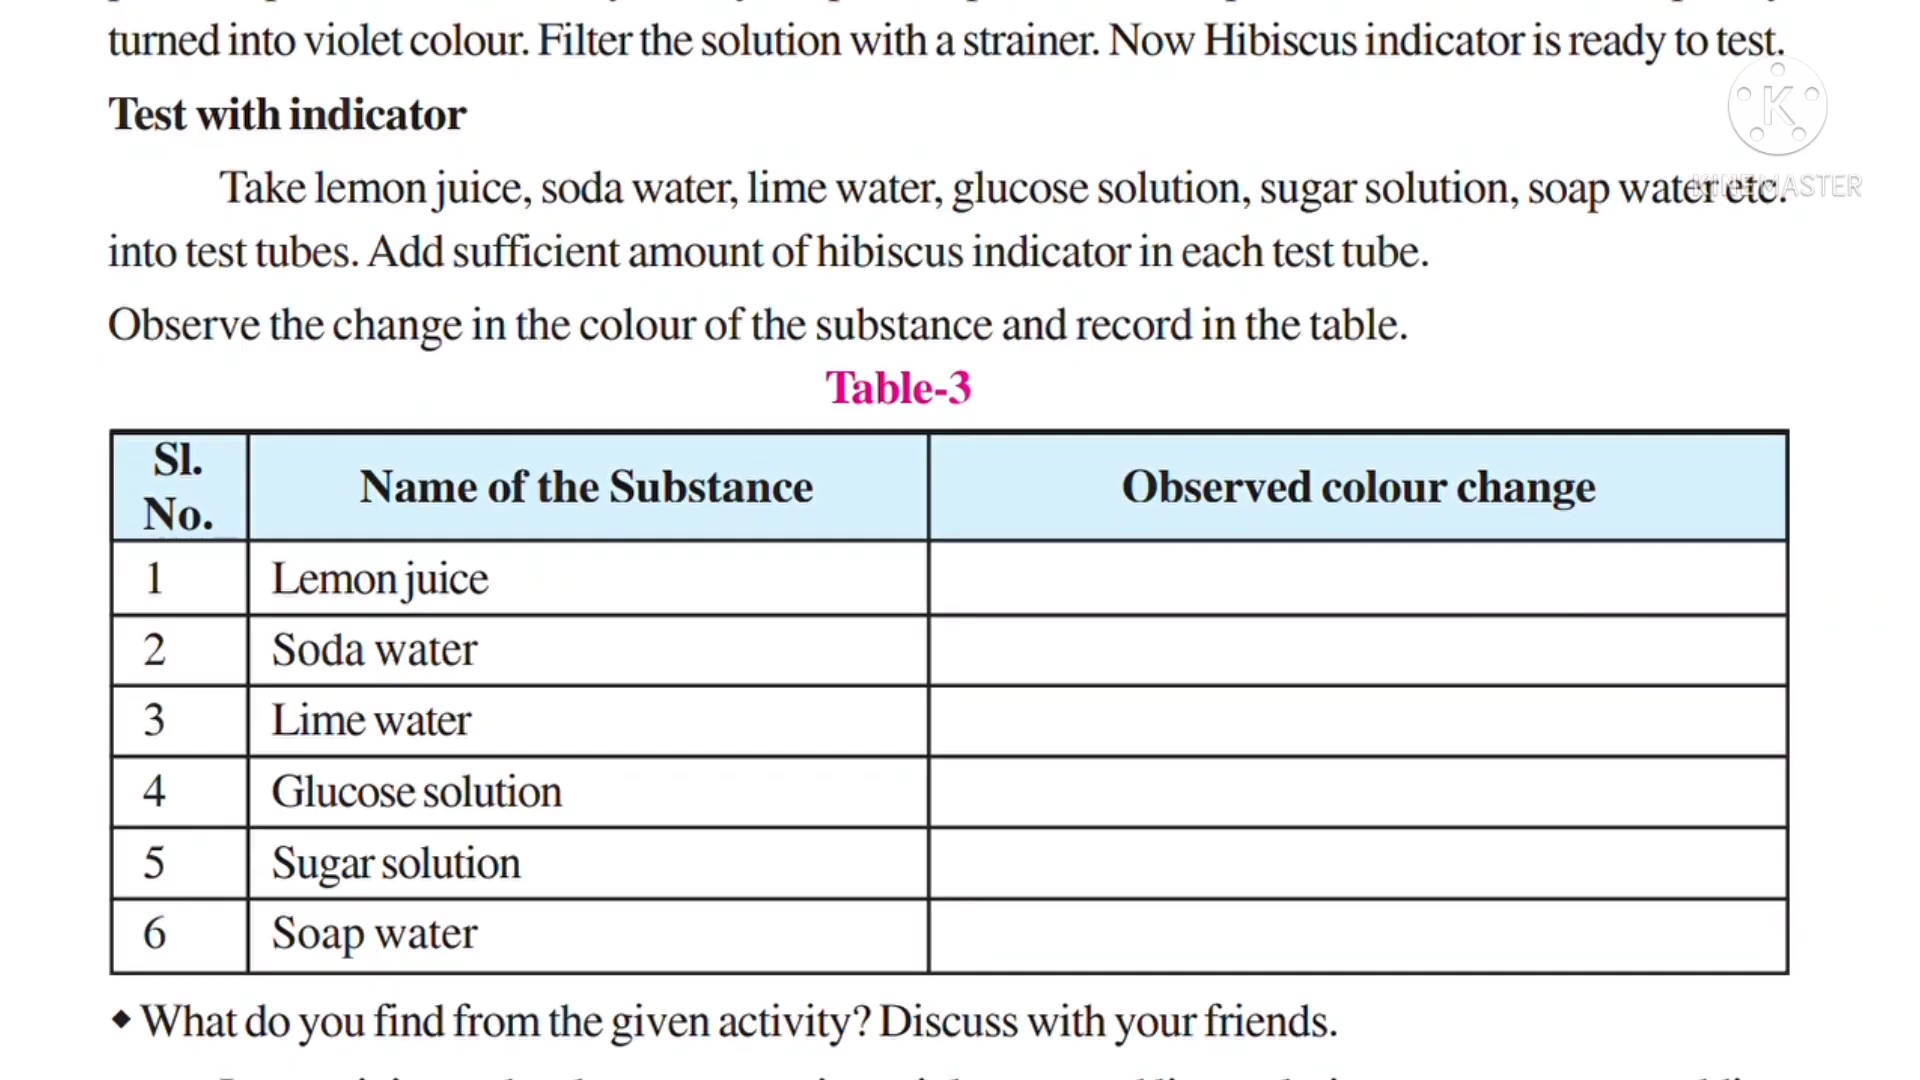 turned into violet colour. Filter the solution with a strainer. Now Hibiscus indicator is ready to test.
Test with indicator
Take lemon juice, soda water, lime water, glucose solution, sugar solution, soap water etc.
KINEMASTER
into test tubes. Add sufficient amount of hibiscus indicator in each test tube.
Observe the change in the colour of the substance and record in the table.
Table-3
Sl. No. Name of the Substance Observed colour change
1 Lemon juice
2 Soda water
3 Lime water
4 Glucose solution
5 Sugar solution
6 Soap water
◆ What do you find from the given activity? Discuss with your friends.